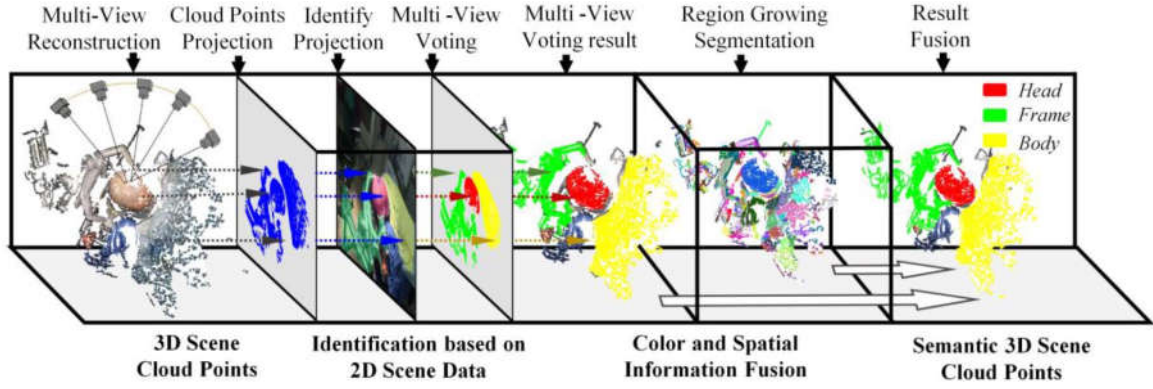 Multi-View
Reconstruction
Cloud Points
Projection
Identify
Projection
Multi -View
Voting
Multi -View
Voting result
Region Growing
Segmentation
Result
Fusion
Head
Frame
Body
3D Scene
Cloud Points
Identification based on
2D Scene Data
Color and Spatial
Information Fusion
Semantic 3D Scene
Cloud Points